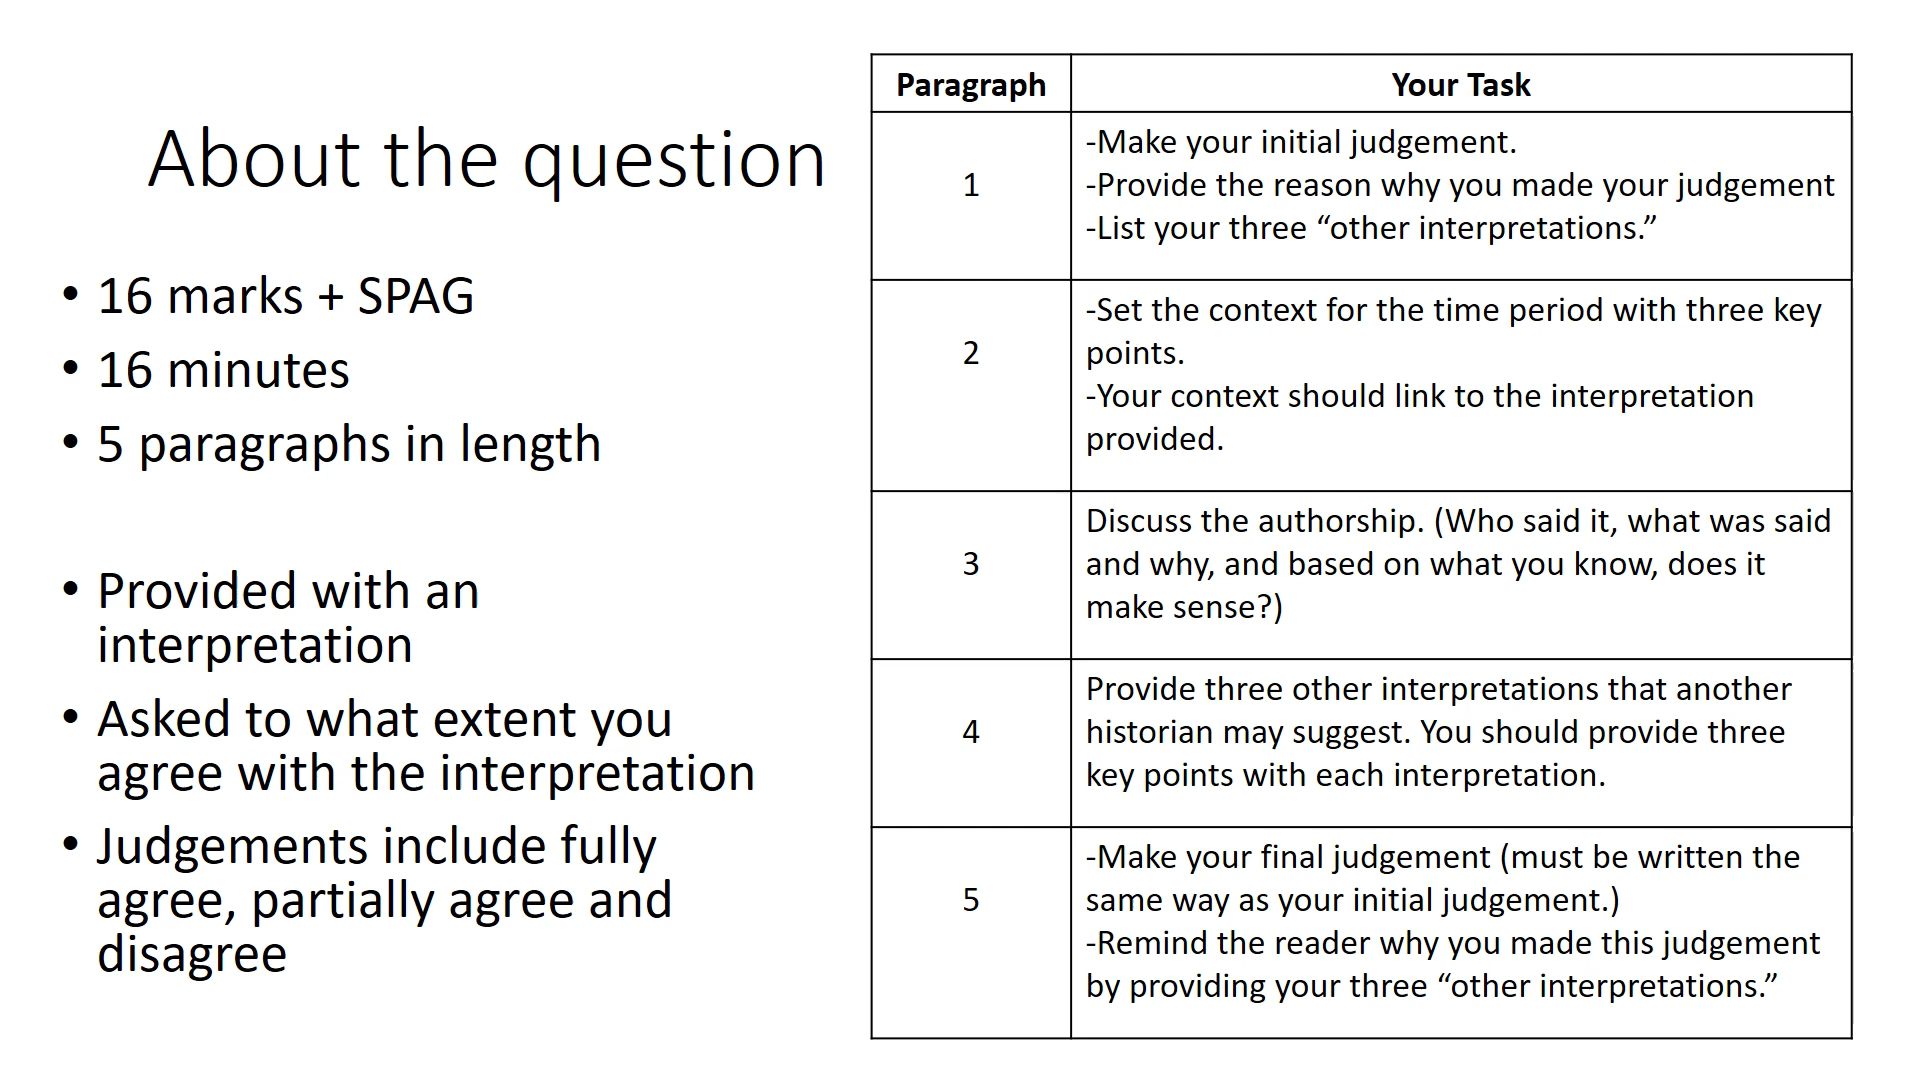 About the question
• 16 marks + SPAG
• 16 minutes
• 5 paragraphs in length
• Provided with an
interpretation
• Asked to what extent you
agree with the interpretation
• Judgements include fully
agree, partially agree and
disagree
Paragraph Your Task
1
-Make your initial judgement.
-Provide the reason why you made your judgement
-List your three “other interpretations.”
2
-Set the context for the time period with three key
points.
-Your context should link to the interpretation
provided.
3
Discuss the authorship. (Who said it, what was said
and why, and based on what you know, does it
make sense?)
4
Provide three other interpretations that another
historian may suggest. You should provide three
key points with each interpretation.
5
-Make your final judgement (must be written the
same way as your initial judgement.)
-Remind the reader why you made this judgement
by providing your three “other interpretations.”